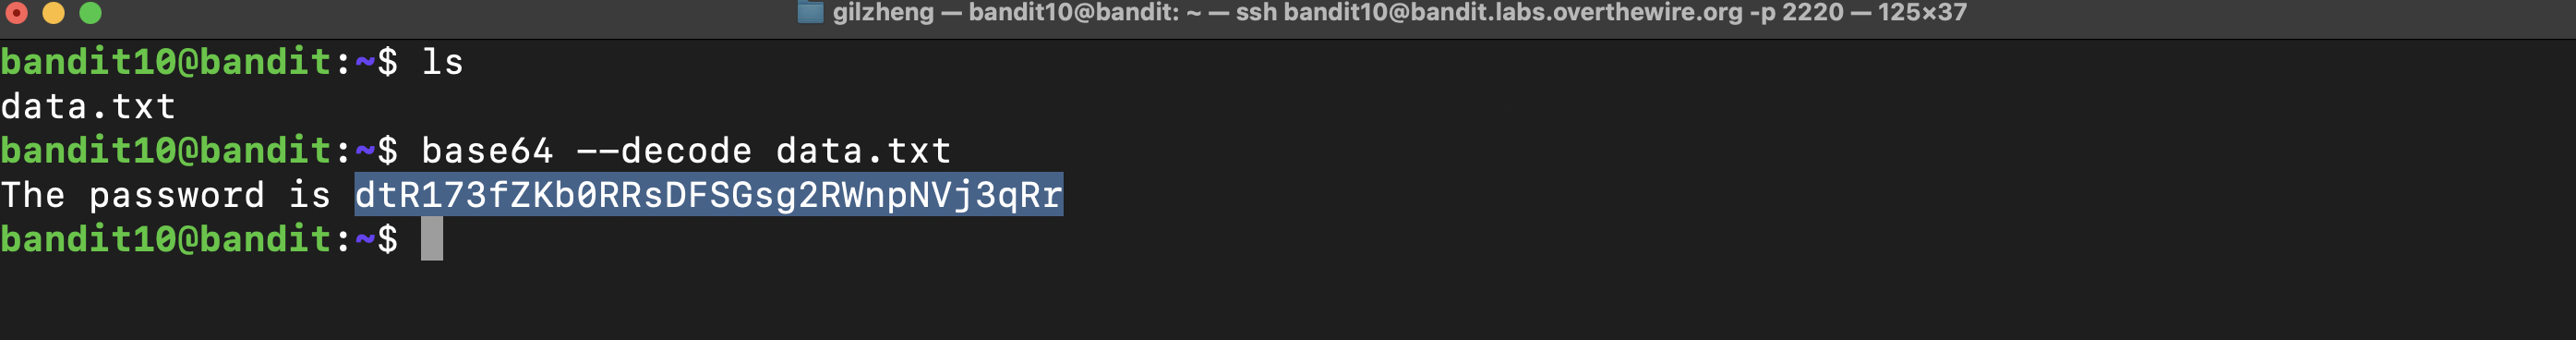 gilzheng — bandit10@bandit: ~ — ssh bandit10@bandit.labs.overthewire.org -p 2220 — 125×37
bandit10@bandit:~$ ls
data.txt
bandit10@bandit:~$ base64 --decode data.txt
The password is dtR173fZKb0RRsDFSGsg2RWnpNVj3qRr
bandit10@bandit:~$